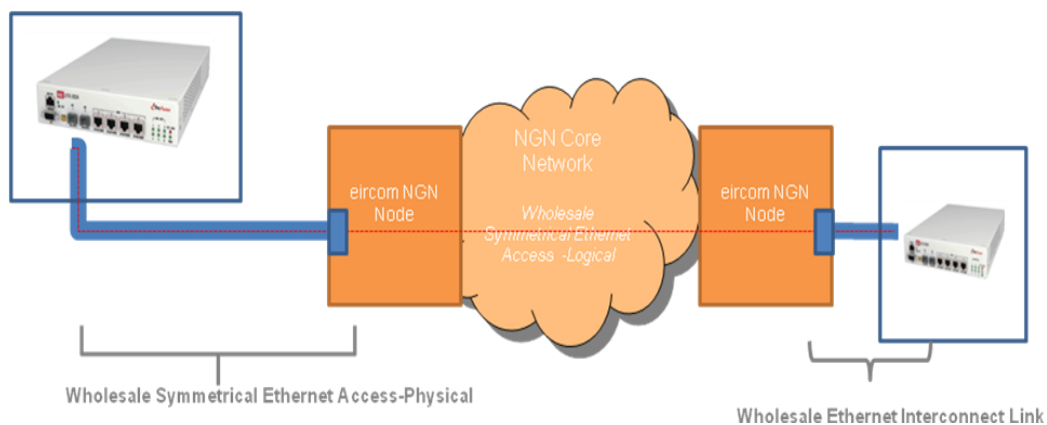 NGN Core
Network
eircom NGN
Node
Wholesale
Symmetrical Ethernet
Access -Logical
eircom NGN
Node
Wholesale Symmetrical Ethernet Access-Physical
Wholesale Ethernet Interconnect Link